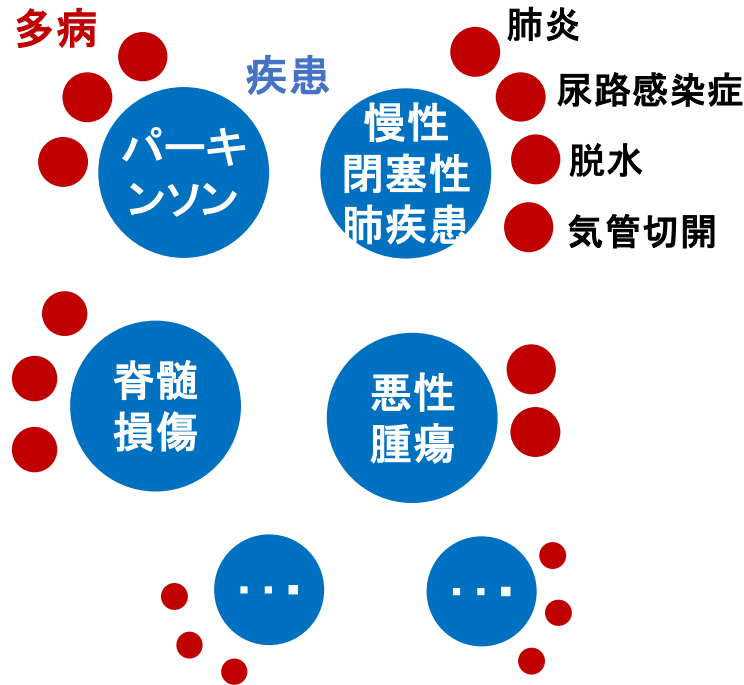 多病
疾患
肺炎
尿路感染症
脱水
気管切開
パーキ
ンソン
慢性
閉塞性
肺疾患
脊髄
損傷
悪性
腫瘍
…
…